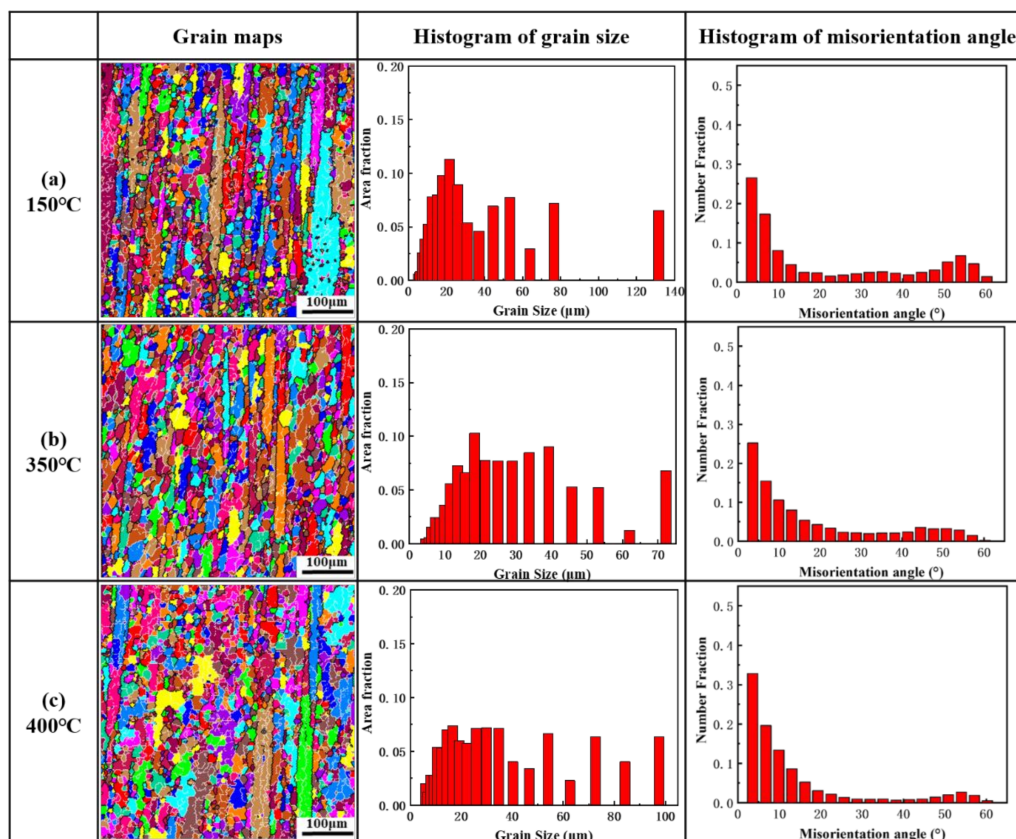 Grain maps Histogram of grain size Histogram of misorientation angle
(a)
150℃
100μm
0.20
0.15
0.10
0.05
0.00
Area fraction
0 20 40 60 80 100 120 140
Grain Size (μm)
0.5
0.4
0.3
0.2
0.1
0.0
Number Fraction
0 10 20 30 40 50 60
Misorientation angle (°)
(b)
350℃
100μm
0.20
0.15
0.10
0.05
0.00
Area fraction
0 10 20 30 40 50 60 70
Grain Size (μm)
0.5
0.4
0.3
0.2
0.1
0.0
Number Fraction
0 10 20 30 40 50 60
Misorientation angle (°)
(c)
400℃
100μm
0.20
0.15
0.10
0.05
0.00
Area fraction
0 20 40 60 80 100
Grain Size (μm)
0.5
0.4
0.3
0.2
0.1
0.0
Number Fraction
0 10 20 30 40 50 60
Misorientation angle (°)